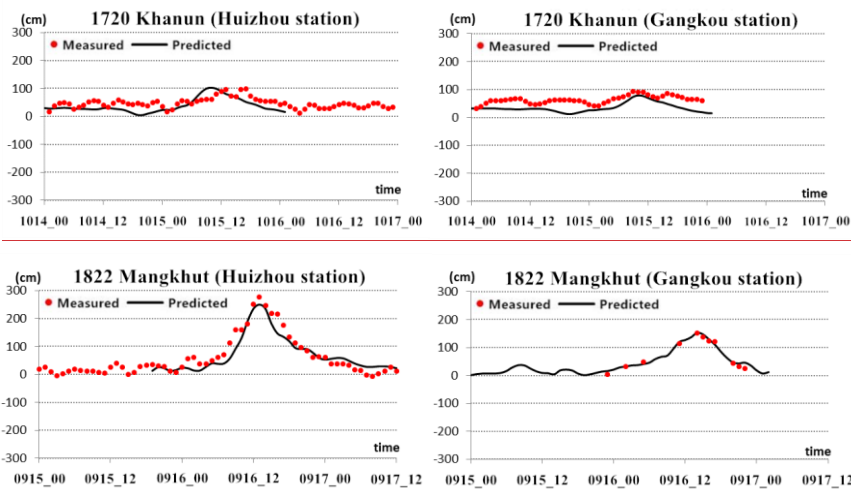 (cm) 1720 Khanun (Huizhou station)
300
Measured Predicted
200
100
0
-100
-200
-300
time
1014_00 1014_12 1015_00 1015_12 1016_00 1016_12 1017_00
(cm) 1720 Khanun (Gangkou station)
300
Measured Predicted
200
100
0
-100
-200
-300
time
1014_00 1014_12 1015_00 1015_12 1016_00 1016_12 1017_00
(cm) 1822 Mangkhut (Huizhou station)
300
Measured Predicted
200
100
0
-100
-200
-300
time
0915_00 0915_12 0916_00 0916_12 0917_00 0917_12
(cm) 1822 Mangkhut (Gangkou station)
300
Measured Predicted
200
100
0
-100
-200
-300
time
0915_00 0915_12 0916_00 0916_12 0917_00 0917_12